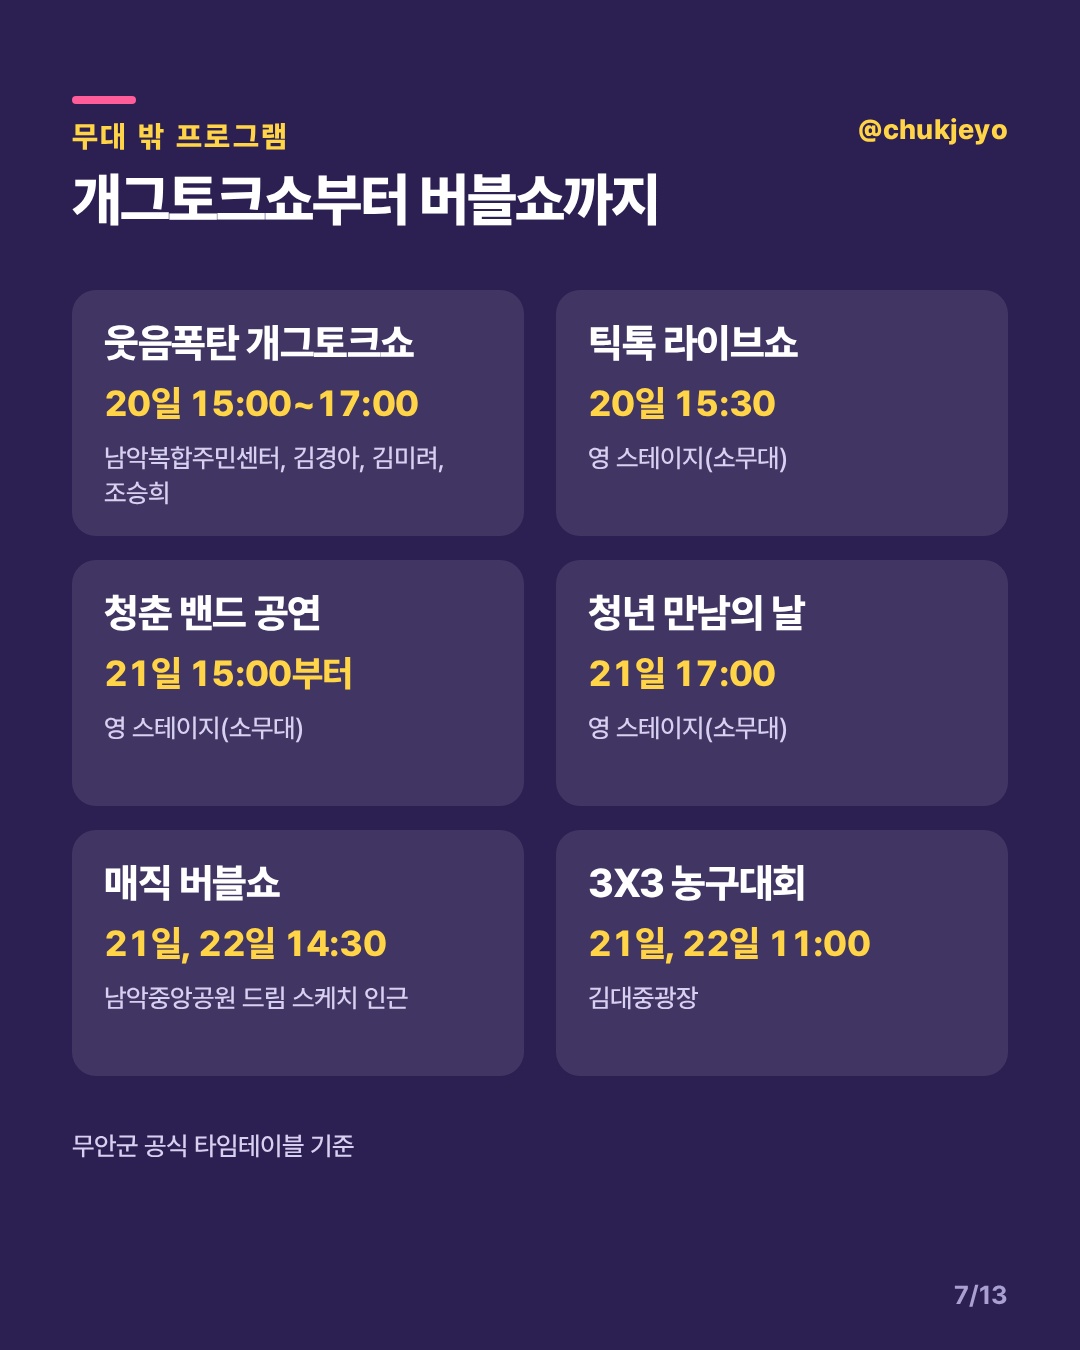 무대 밖 프로그램
@chukjeyo
개그토크쇼부터 버블쇼까지
웃음폭탄 개그토크쇼
20일 15:00~17:00
남악복합주민센터, 김경아, 김미려,
조승희
틱톡 라이브쇼
20일 15:30
영 스테이지(소무대)
청춘 밴드 공연
21일 15:00부터
영 스테이지(소무대)
청년 만남의 날
21일 17:00
영 스테이지(소무대)
매직 버블쇼
21일, 22일 14:30
남악중앙공원 드림 스케치 인근
3X3 농구대회
21일, 22일 11:00
김대중광장
무안군 공식 타임테이블 기준
7/13